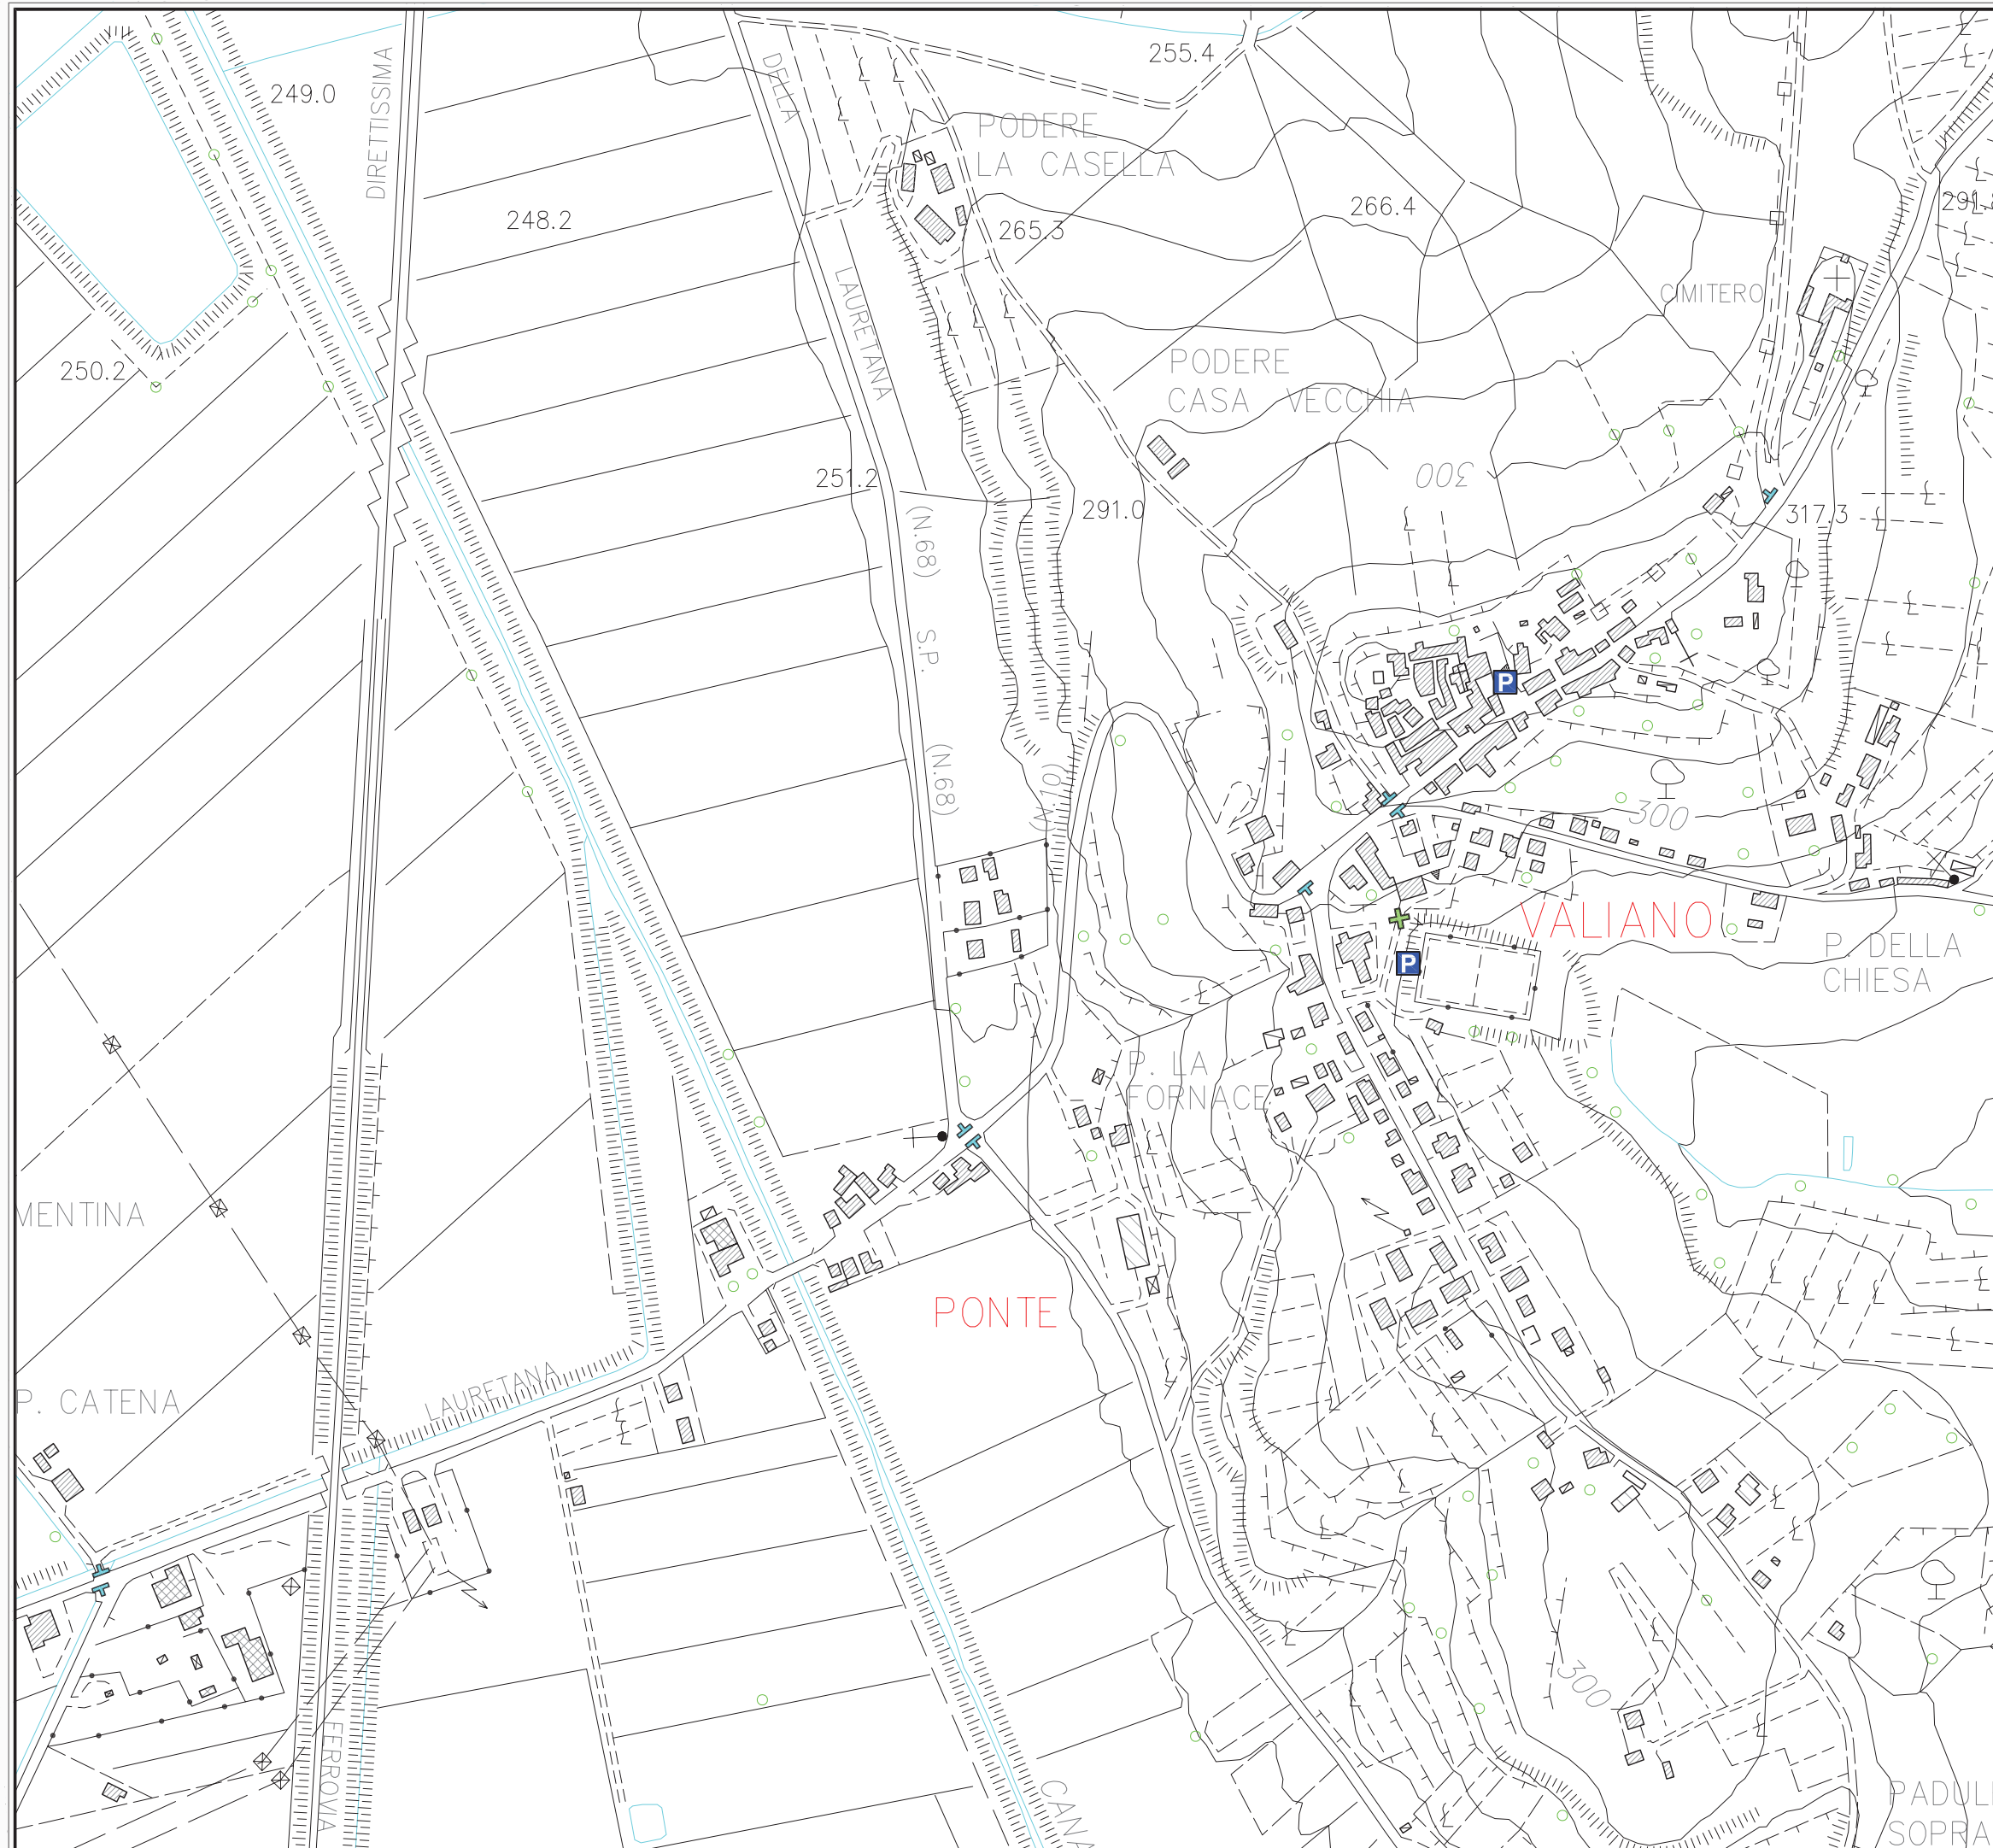 249.0
DIRETTISSIMA
DELLA
255.4
PODERE
LA CASELLA
248.2
265.3
266.4
CIMITERO
250.2
LAURETANA
PODERE
CASA VECCHIA
300
251.2
291.0
317.3
(N.68)
S.P.
(N.68)
P
300
VALIANO
P
P. DELLA
CHIESA
P. LA
FORNACE
MENTINA
PONTE
P. CATENA
LAURETANA
300
FERROVIA
CANA
PADUL
SOPRA